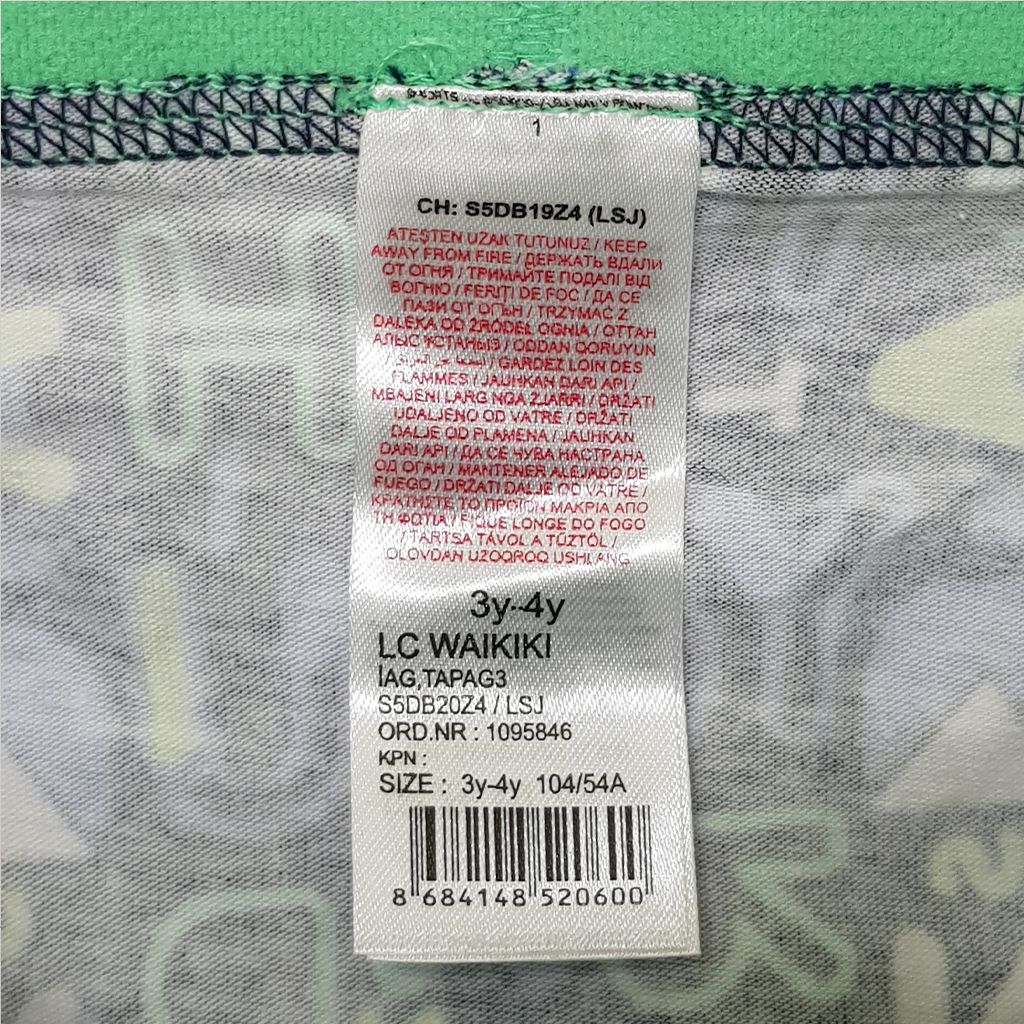 1
CH: S5DB19Z4 (LSJ)
ATEŞTEN UZAK TUTUNUZ / KEEP
AWAY FROM FIRE / ДЕРЖАТЬ ВДАЛИ
ОТ ОГНЯ / ТРИМАЙТЕ ПОДАЛІ ВІД
ВОГНЮ / FERIȚI DE FOC / ДА СЕ
ПАЗИ ОТ ОГЪН / TRZYMAĆ Z
DALEKA OD ŹRÓDEŁ OGNIA / ОТТАН
АЛЫС ҰСТАҢЫЗ / ODDAN QORUYUN
/ GARDEZ LOIN DES
FLAMMES / JAUHKAN DARI API /
MBAJENI LARG NGA ZJARRI / DRŽATI
UDALJENO OD VATRE / DRŽATI
DALJE OD PLAMENA / JAUHKAN
DARI API / ДА СЕ ЧУВА НАСТРАНА
ОД ОГАН / MANTENER ALEJADO DE
FUEGO / DRŽATI DALJE OD VATRE /
ΚΡΑΤΗΣΤΕ ΤΟ ΠΡΟΪΟΝ ΜΑΚΡΙΑ ΑΠΟ
ΤΗ ΦΩΤΙΑ / FIQUE LONGE DO FOGO
/ TARTSA TÁVOL A TŰZTŐL /
OLOVDAN UZOQROQ USHLANG
3y-4y
LC WAIKIKI
İAG,TAPAG3
S5DB20Z4 / LSJ
ORD.NR : 1095846
KPN :
SIZE : 3y-4y 104/54A
8 684148 520600